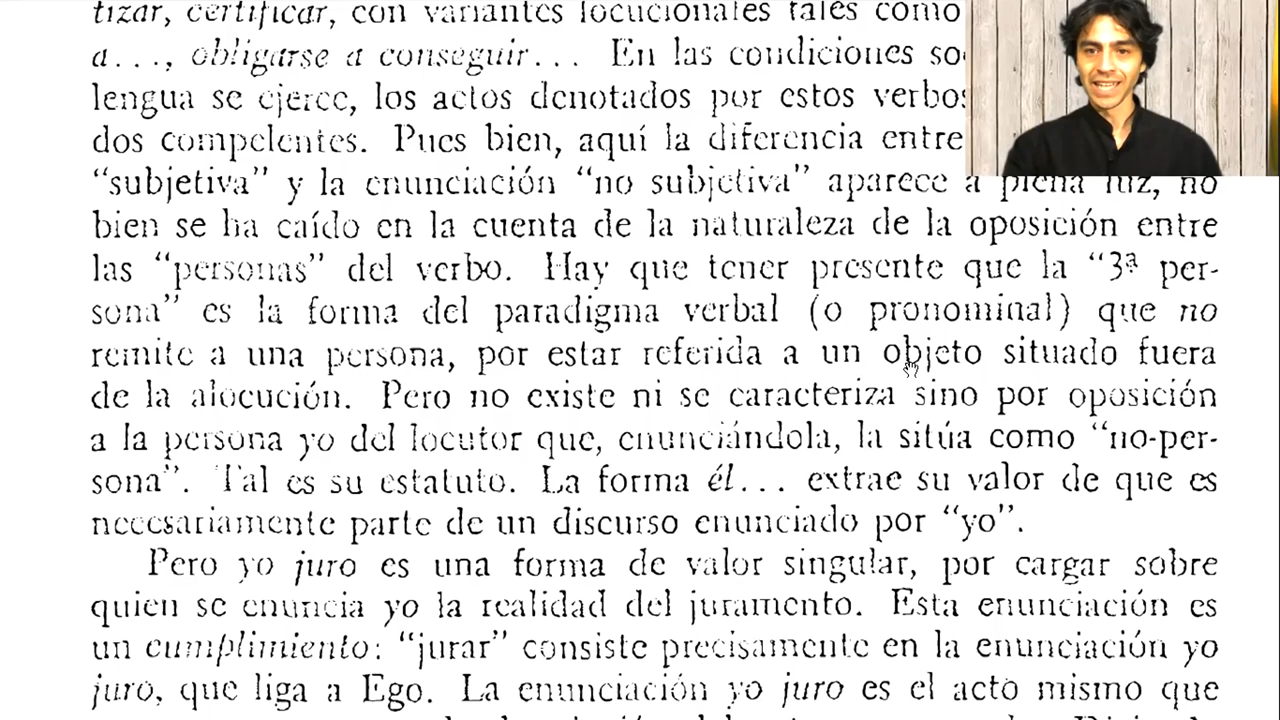 tizar, certificar, con variantes locucionales tales como
a..., obligarse a conseguir... En las condiciones so
lengua se ejerce, los actos denotados por estos verbos
dos compelentes. Pues bien, aquí la diferencia entre
“subjetiva” y la enunciación “no subjetiva” aparece a plena luz, no
bien se ha caído en la cuenta de la naturaleza de la oposición entre
las “personas” del verbo. Hay que tener presente que la “3ª per-
sona” es la forma del paradigma verbal (o pronominal) que no
remite a una persona, por estar referida a un objeto situado fuera
de la alocución. Pero no existe ni se caracteriza sino por oposición
a la persona yo del locutor que, enunciándola, la sitúa como “no-per-
sona”. Tal es su estatuto. La forma él... extrae su valor de que es
necesariamente parte de un discurso enunciado por “yo”.
Pero yo juro es una forma de valor singular, por cargar sobre
quien se enuncia yo la realidad del juramento. Esta enunciación es
un cumplimiento: “jurar” consiste precisamente en la enunciación yo
juro, que liga a Ego. La enunciación yo juro es el acto mismo que